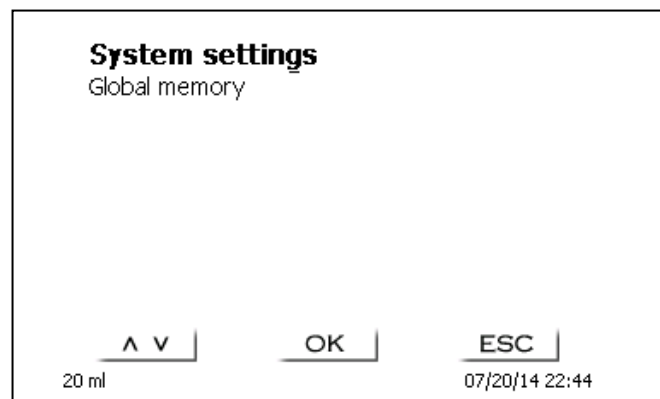 System settings
Global memory
∧ ∨ OK ESC
20 ml 07/20/14 22:44